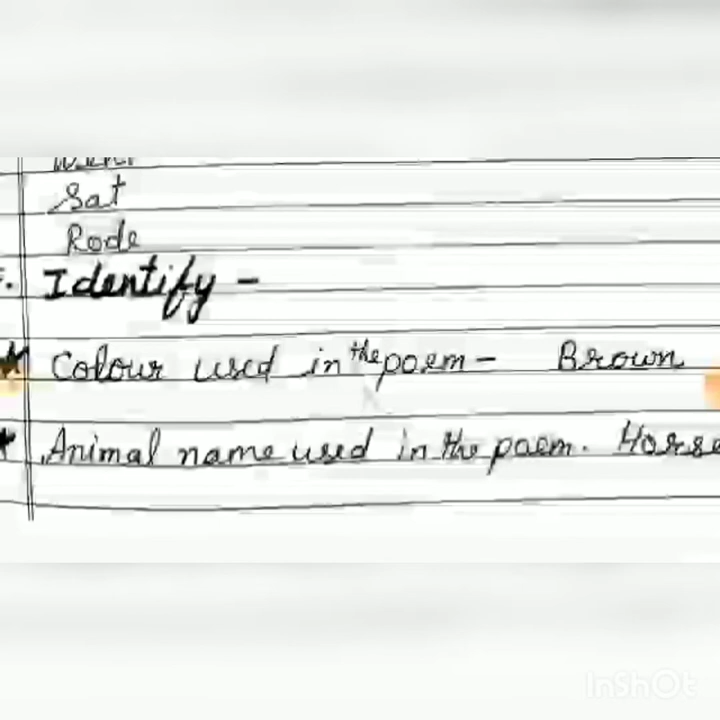 Sat
Rode
Identify -
Colour used in the poem - Brown
Animal name used in the poem. Horse
InShOt